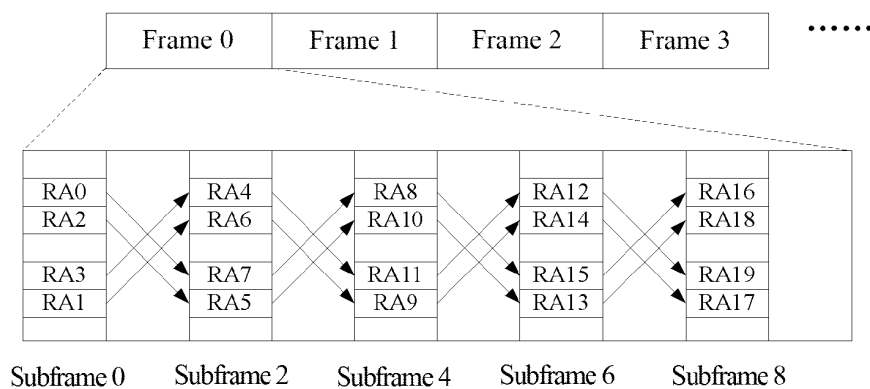 Frame 0 Frame 1 Frame 2 Frame 3 ......
RA0 RA4 RA8 RA12 RA16
RA2 RA6 RA10 RA14 RA18
RA3 RA7 RA11 RA15 RA19
RA1 RA5 RA9 RA13 RA17
Subframe 0 Subframe 2 Subframe 4 Subframe 6 Subframe 8